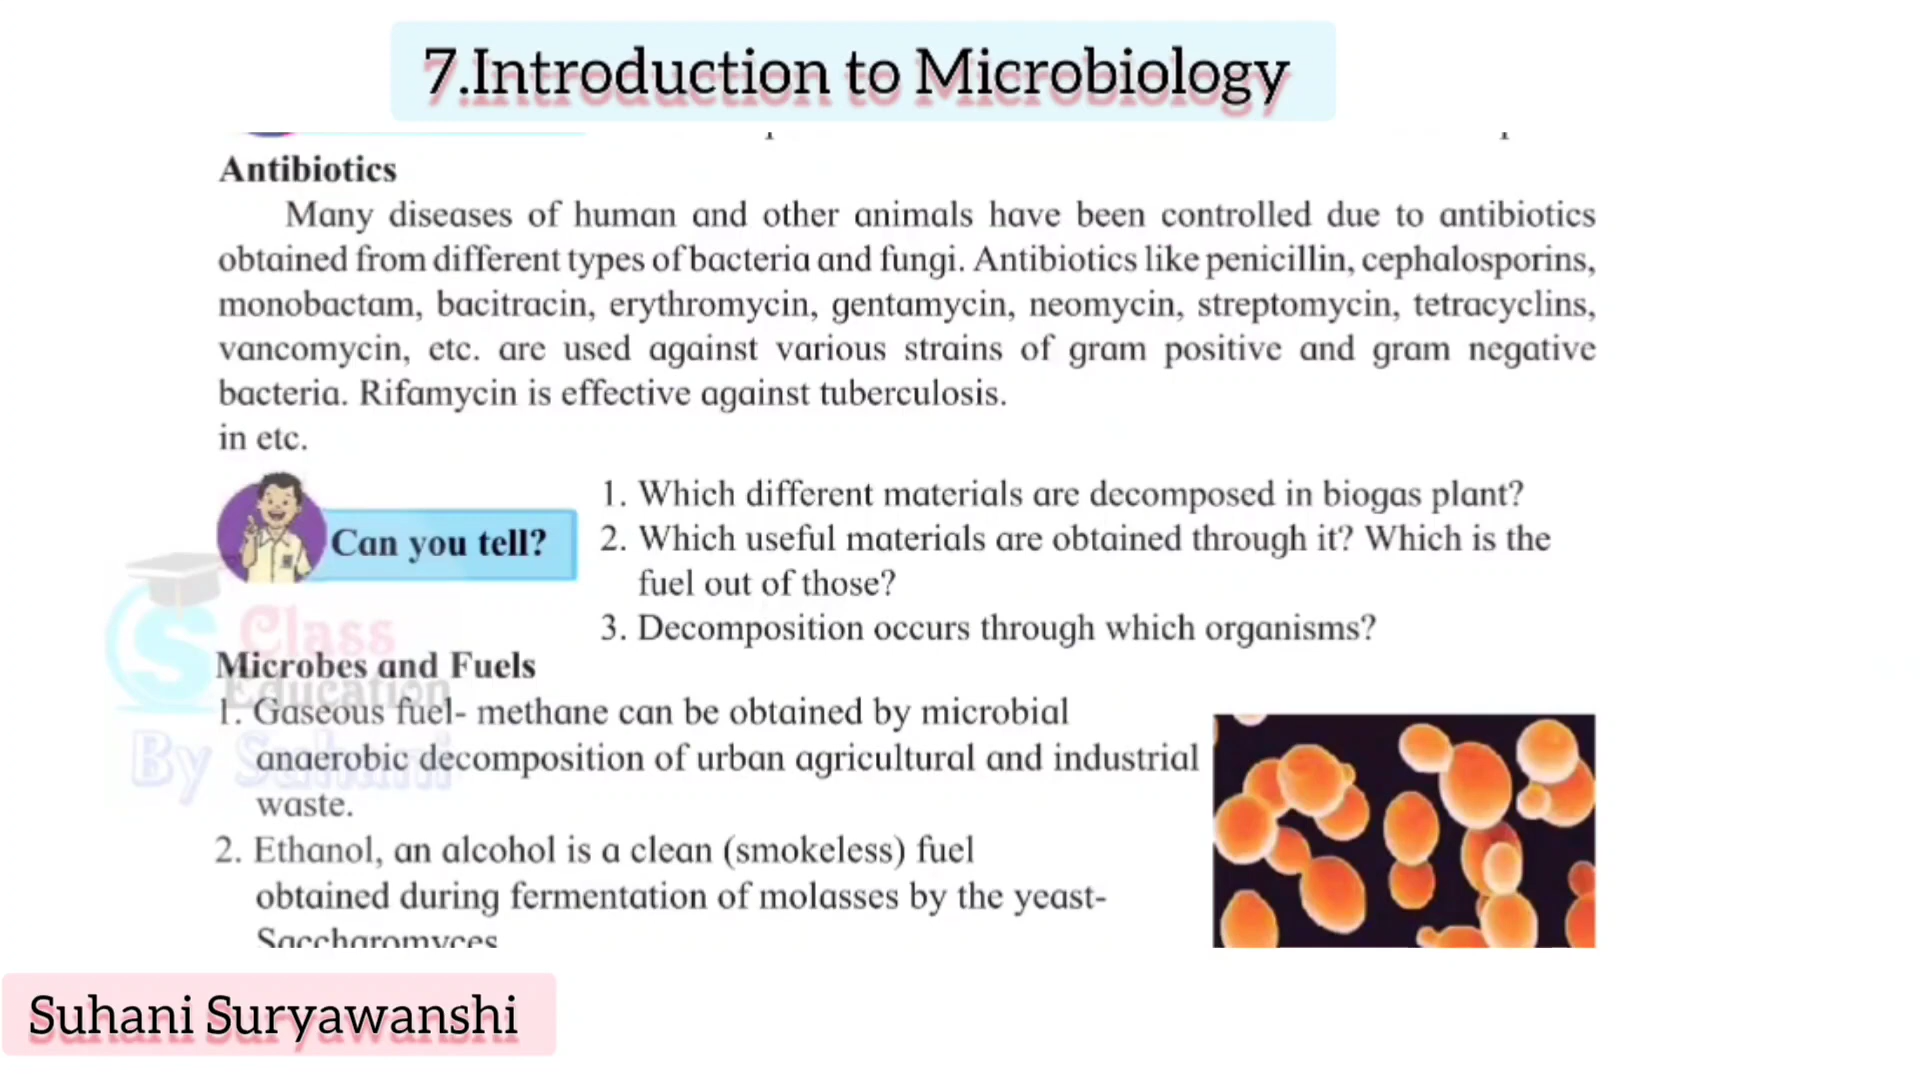 7.Introduction to Microbiology
Antibiotics
Many diseases of human and other animals have been controlled due to antibiotics
obtained from different types of bacteria and fungi. Antibiotics like penicillin, cephalosporins,
monobactam, bacitracin, erythromycin, gentamycin, neomycin, streptomycin, tetracyclins,
vancomycin, etc. are used against various strains of gram positive and gram negative
bacteria. Rifamycin is effective against tuberculosis.
in etc.
Can you tell?
1. Which different materials are decomposed in biogas plant?
2. Which useful materials are obtained through it? Which is the
fuel out of those?
3. Decomposition occurs through which organisms?
Class
Education
By Suhani
Microbes and Fuels
1. Gaseous fuel- methane can be obtained by microbial
anaerobic decomposition of urban agricultural and industrial
waste.
2. Ethanol, an alcohol is a clean (smokeless) fuel
obtained during fermentation of molasses by the yeast-
Saccharomyces
Suhani Suryawanshi